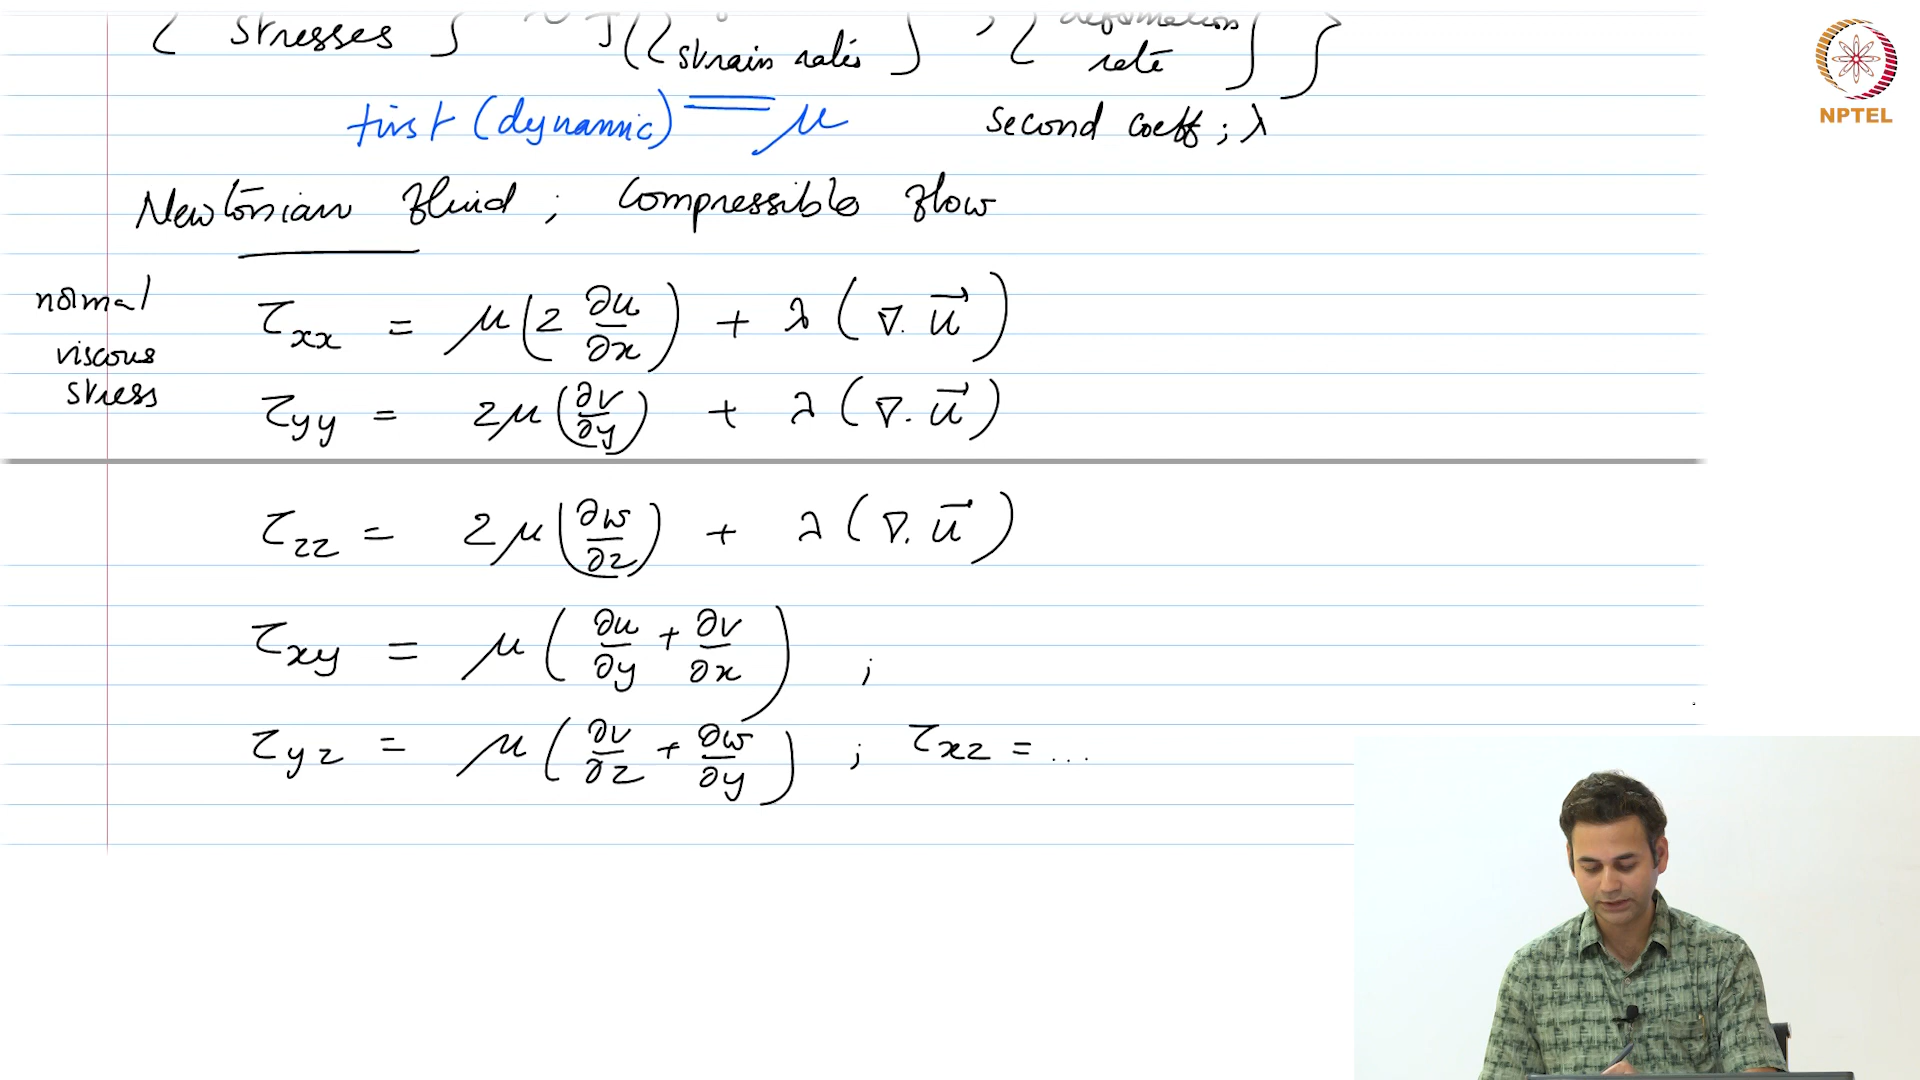 { stresses } ~ f ( { strain rates } , { deformation rate } }
first (dynamic) μ second coeff ; λ
Newtonian fluid ; compressible flow
normal viscous stress
τxx = μ(2 ∂u/∂x) + λ(∇. u⃗)
τyy = 2μ(∂v/∂y) + λ(∇. u⃗)
τzz = 2μ(∂w/∂z) + λ(∇. u⃗)
τxy = μ(∂u/∂y + ∂v/∂x) ;
τyz = μ(∂v/∂z + ∂w/∂y) ; τxz = ...
NPTEL